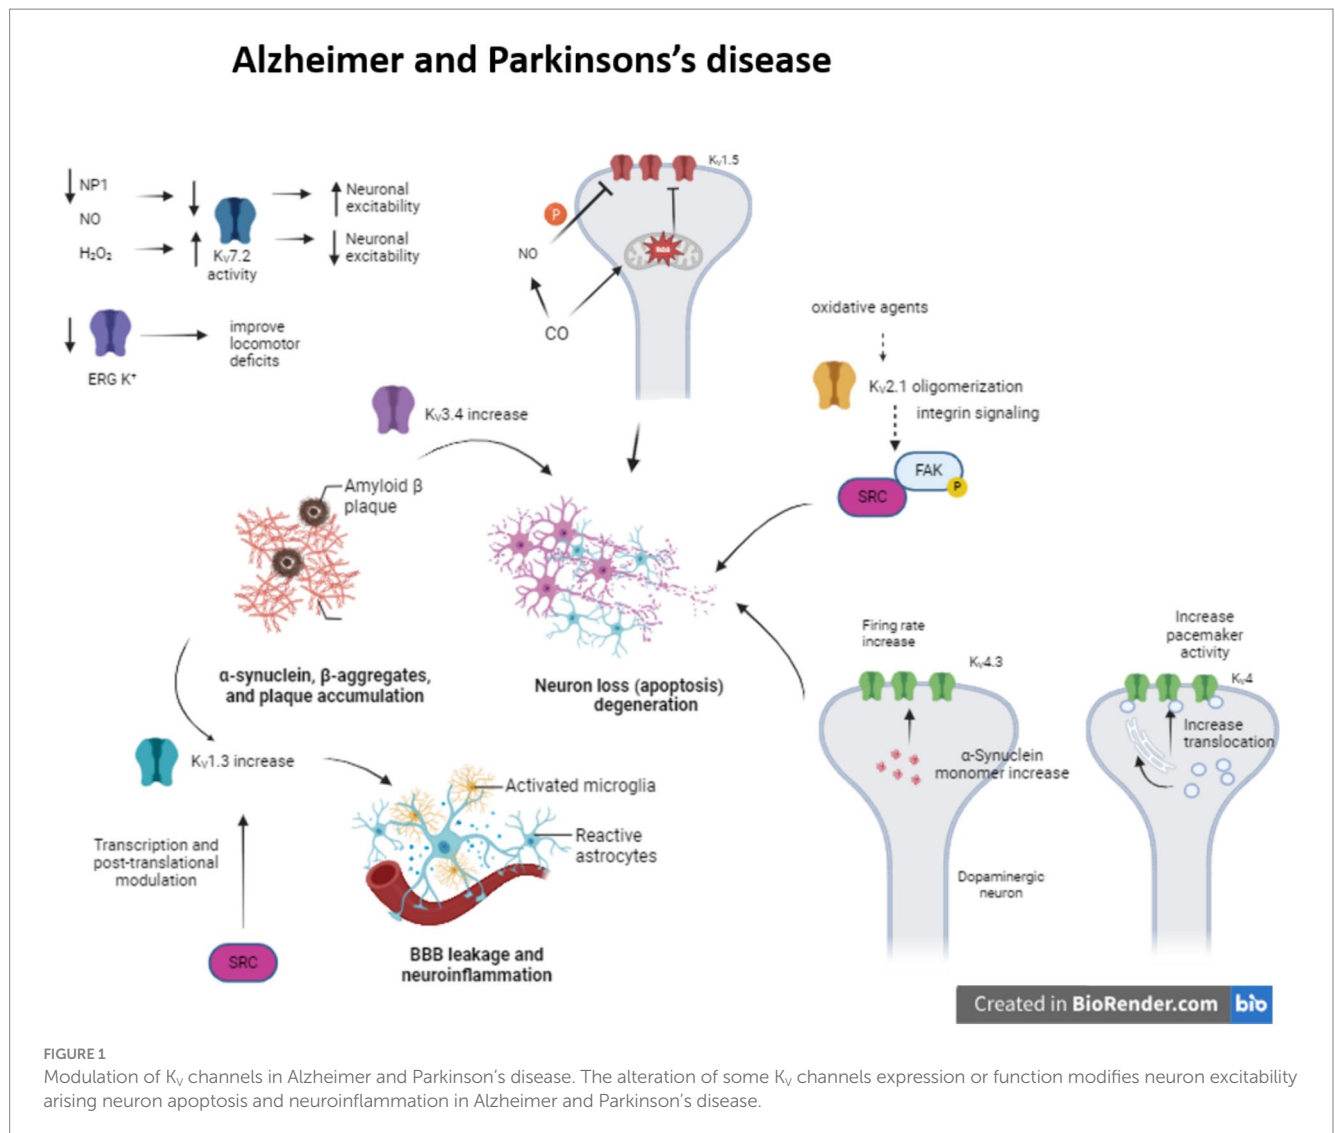 Alzheimer and Parkinsons's disease
NP1
NO
H₂O₂
Kᵥ7.2
activity
Neuronal
excitability
Neuronal
excitability
ERG K⁺
improve
locomotor
deficits
Kᵥ1.5
P
NO
ROS
CO
oxidative agents
Kᵥ2.1 oligomerization
integrin signaling
FAK
P
SRC
Kᵥ3.4 increase
Amyloid β
plaque
α-synuclein, β-aggregates,
and plaque accumulation
Neuron loss (apoptosis)
degeneration
Kᵥ1.3 increase
Transcription and
post-translational
modulation
SRC
Activated microglia
Reactive
astrocytes
BBB leakage and
neuroinflammation
Firing rate
increase
Kᵥ4.3
α-Synuclein
monomer increase
Dopaminergic
neuron
Increase
pacemaker
activity
Kᵥ4
Increase
translocation
Created in BioRender.com bio
FIGURE 1
Modulation of Kᵥ channels in Alzheimer and Parkinson's disease. The alteration of some Kᵥ channels expression or function modifies neuron excitability
arising neuron apoptosis and neuroinflammation in Alzheimer and Parkinson's disease.